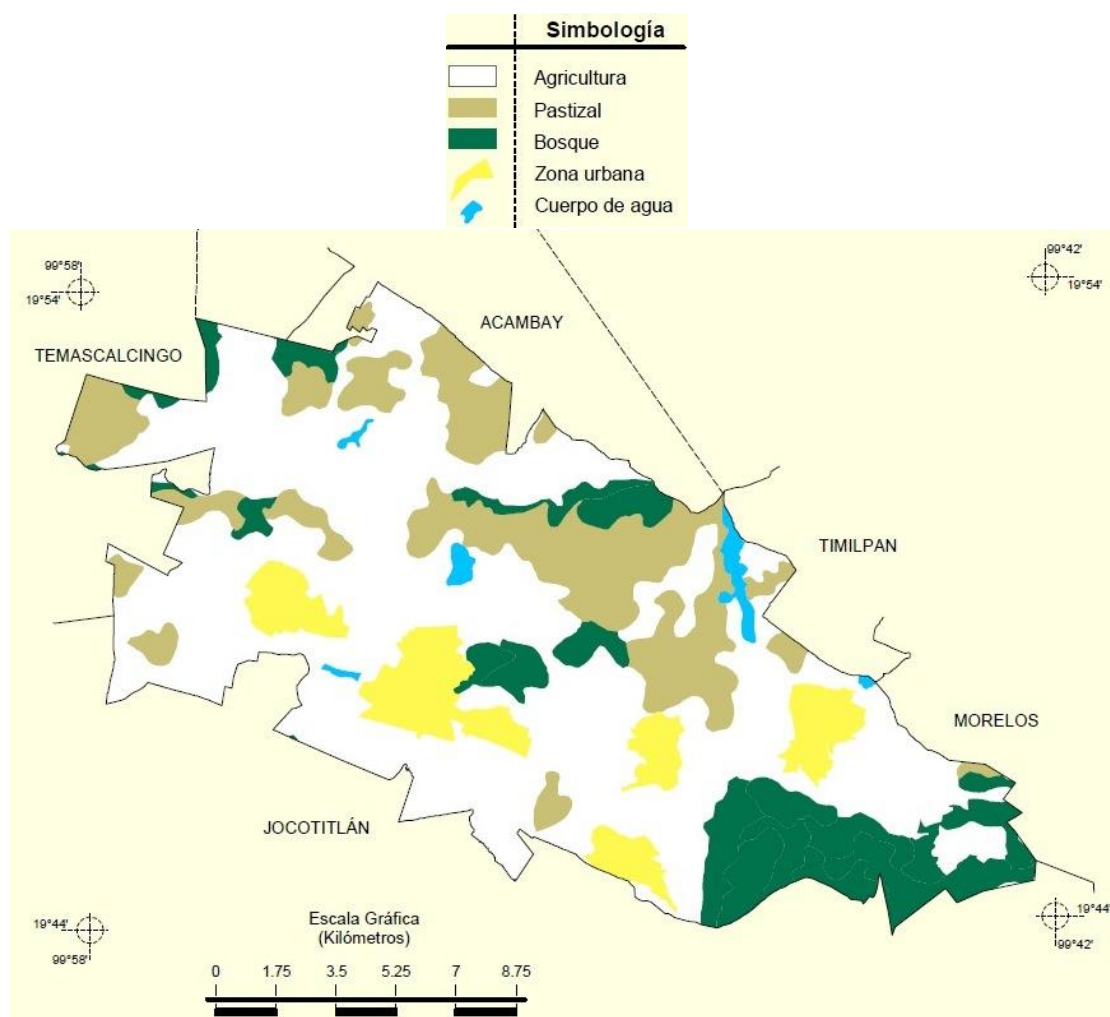 Simbología
Agricultura
Pastizal
Bosque
Zona urbana
Cuerpo de agua
99°58'
19°54'
99°42'
19°54'
ACAMBAY
TEMASCALCINGO
TIMILPAN
MORELOS
JOCOTITLÁN
19°44'
99°58'
19°44'
99°42'
Escala Gráfica
(Kilómetros)
0 1.75 3.5 5.25 7 8.75